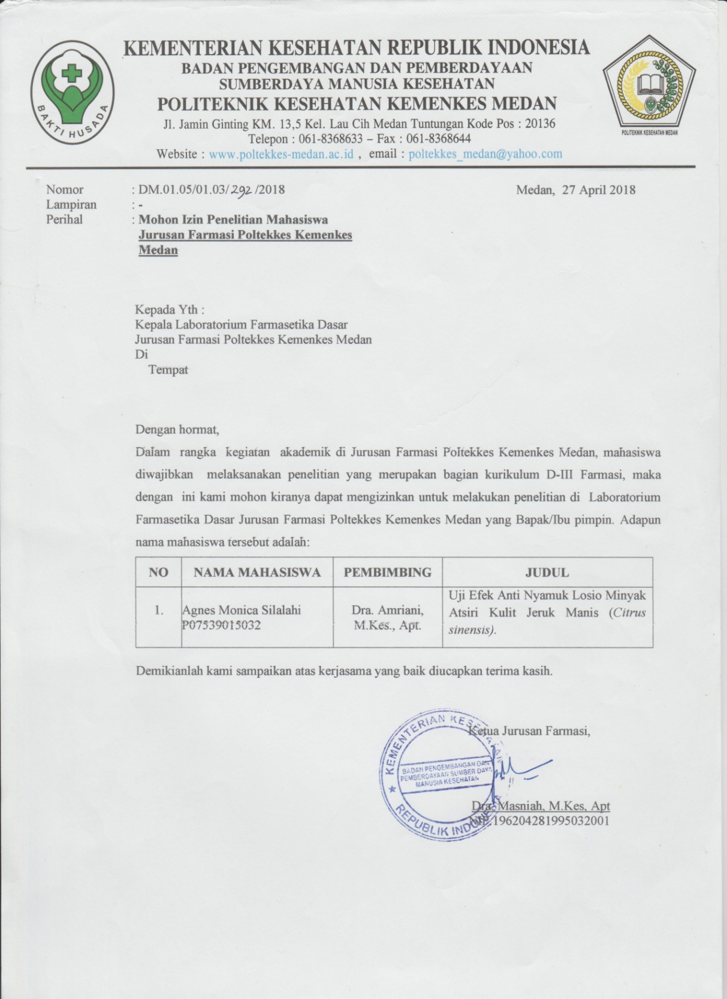 KEMENTERIAN KESEHATAN REPUBLIK INDONESIA
BADAN PENGEMBANGAN DAN PEMBERDAYAAN
SUMBERDAYA MANUSIA KESEHATAN
POLITEKNIK KESEHATAN KEMENKES MEDAN
Jl. Jamin Ginting KM. 13,5 Kel. Lau Cih Medan Tuntungan Kode Pos : 20136
Telepon : 061-8368633 – Fax : 061-8368644
Website : www.poltekkes-medan.ac.id , email : poltekkes_medan@yahoo.com
BAKTI HUSADA
POLITEKNIK KESEHATAN MEDAN
Nomor : DM.01.05/01.03/292/2018 Medan, 27 April 2018
Lampiran : -
Perihal : Mohon Izin Penelitian Mahasiswa
Jurusan Farmasi Poltekkes Kemenkes
Medan
Kepada Yth :
Kepala Laboratorium Farmasetika Dasar
Jurusan Farmasi Poltekkes Kemenkes Medan
Di
Tempat
Dengan hormat,
Dalam rangka kegiatan akademik di Jurusan Farmasi Poltekkes Kemenkes Medan, mahasiswa
diwajibkan melaksanakan penelitian yang merupakan bagian kurikulum D-III Farmasi, maka
dengan ini kami mohon kiranya dapat mengizinkan untuk melakukan penelitian di Laboratorium
Farmasetika Dasar Jurusan Farmasi Poltekkes Kemenkes Medan yang Bapak/Ibu pimpin. Adapun
nama mahasiswa tersebut adalah:
NO NAMA MAHASISWA PEMBIMBING JUDUL
1. Agnes Monica Silalahi
P07539015032
Dra. Amriani,
M.Kes., Apt.
Uji Efek Anti Nyamuk Losio Minyak
Atsiri Kulit Jeruk Manis (Citrus
sinensis).
Demikianlah kami sampaikan atas kerjasama yang baik diucapkan terima kasih.
Ketua Jurusan Farmasi,
KEMENTERIAN KESEHATAN
BADAN PENGEMBANGAN DAN
PEMBERDAYAAN SUMBER DAYA
MANUSIA KESEHATAN
REPUBLIK INDONESIA
Dra. Masniah, M.Kes, Apt
NIP.196204281995032001